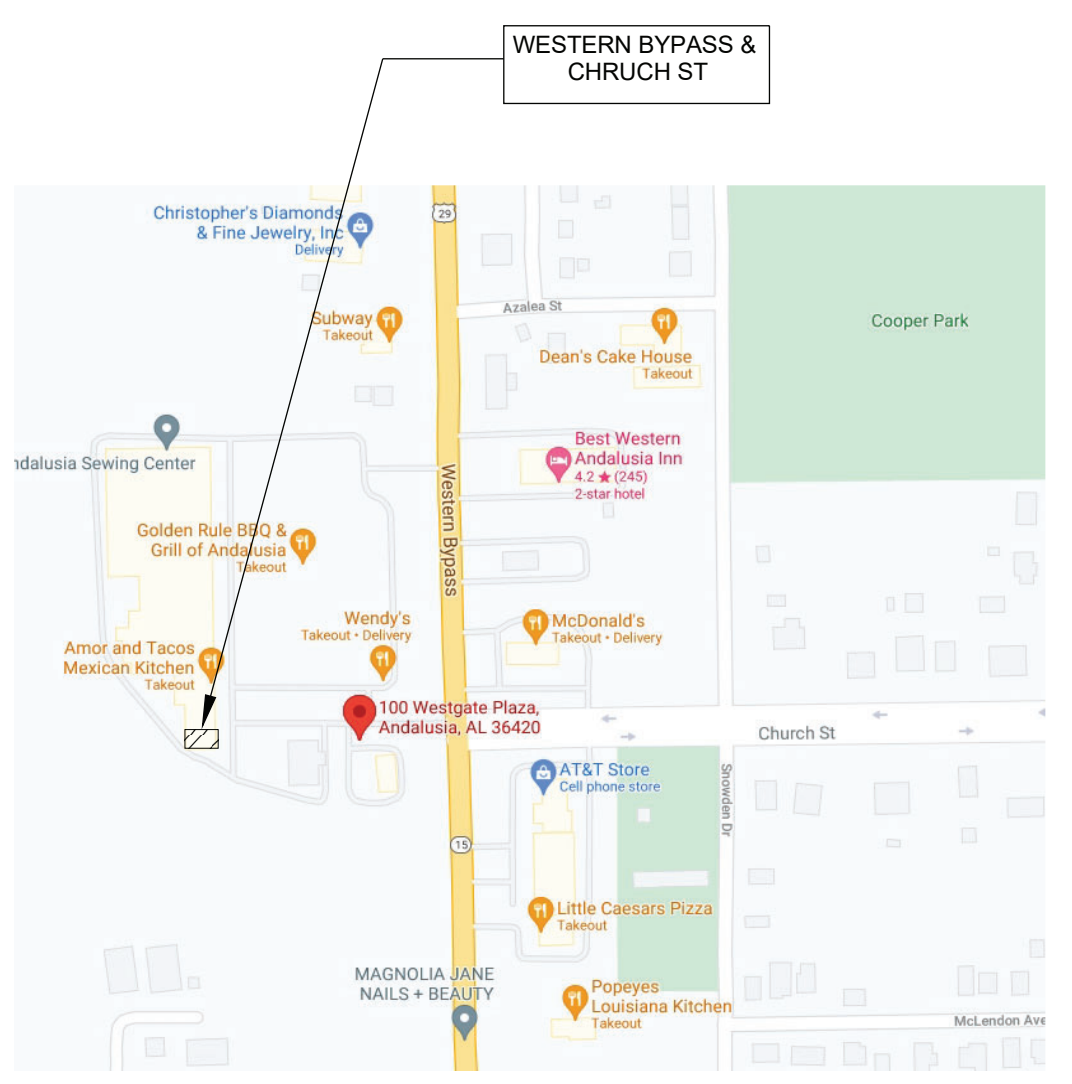 WESTERN BYPASS &
CHRUCH ST
29
Christopher's Diamonds
& Fine Jewelry, Inc
Delivery
Azalea St
Subway
Takeout
Cooper Park
Dean's Cake House
Takeout
Best Western
Andalusia Inn
4.2 ★ (245)
2-star hotel
ndalusia Sewing Center
Western Bypass
Golden Rule BBQ &
Grill of Andalusia
Takeout
Wendy's
Takeout • Delivery
McDonald's
Takeout • Delivery
Amor and Tacos
Mexican Kitchen
Takeout
100 Westgate Plaza,
Andalusia, AL 36420
Church St
AT&T Store
Cell phone store
Snowden Dr
15
Little Caesars Pizza
Takeout
MAGNOLIA JANE
NAILS + BEAUTY
Popeyes
Louisiana Kitchen
Takeout
McLendon Ave